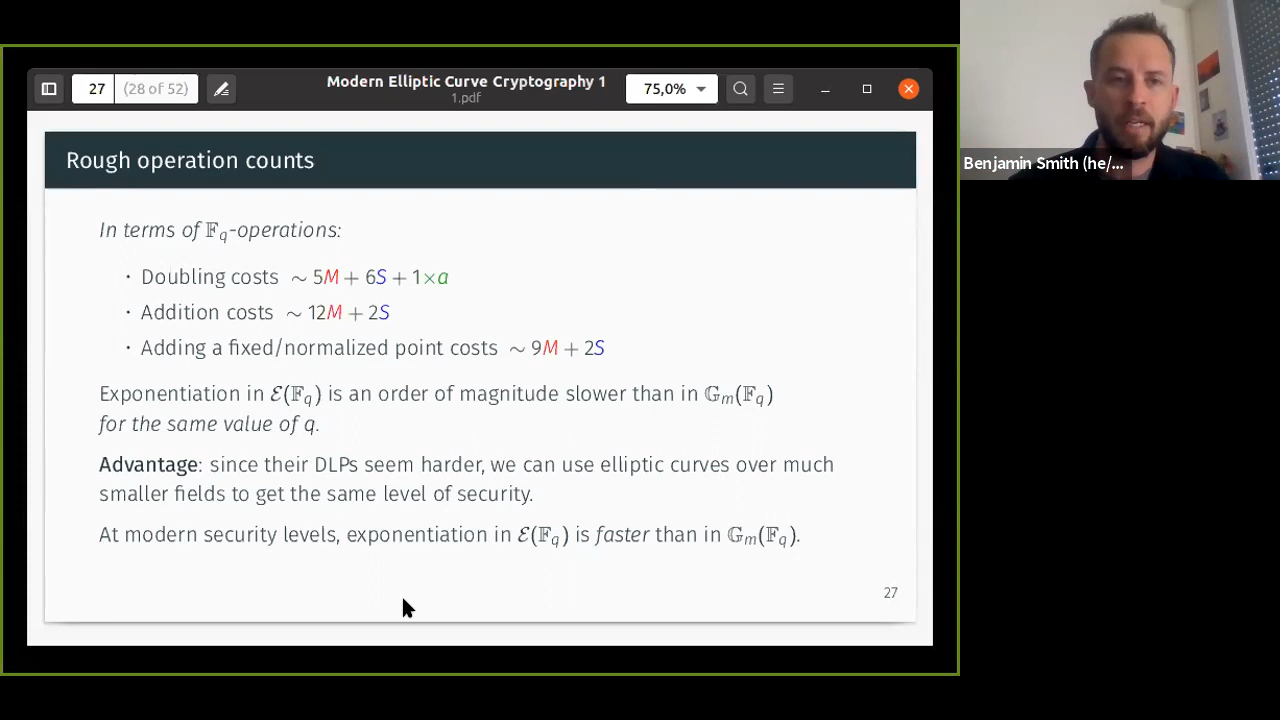 27 (28 of 52)
Modern Elliptic Curve Cryptography 1
1.pdf
75,0%
Rough operation counts
In terms of 𝔽q-operations:
· Doubling costs ∼ 5M + 6S + 1×a
· Addition costs ∼ 12M + 2S
· Adding a fixed/normalized point costs ∼ 9M + 2S
Exponentiation in ℰ(𝔽q) is an order of magnitude slower than in 𝔾m(𝔽q)
for the same value of q.
Advantage: since their DLPs seem harder, we can use elliptic curves over much
smaller fields to get the same level of security.
At modern security levels, exponentiation in ℰ(𝔽q) is faster than in 𝔾m(𝔽q).
27
Benjamin Smith (he/...